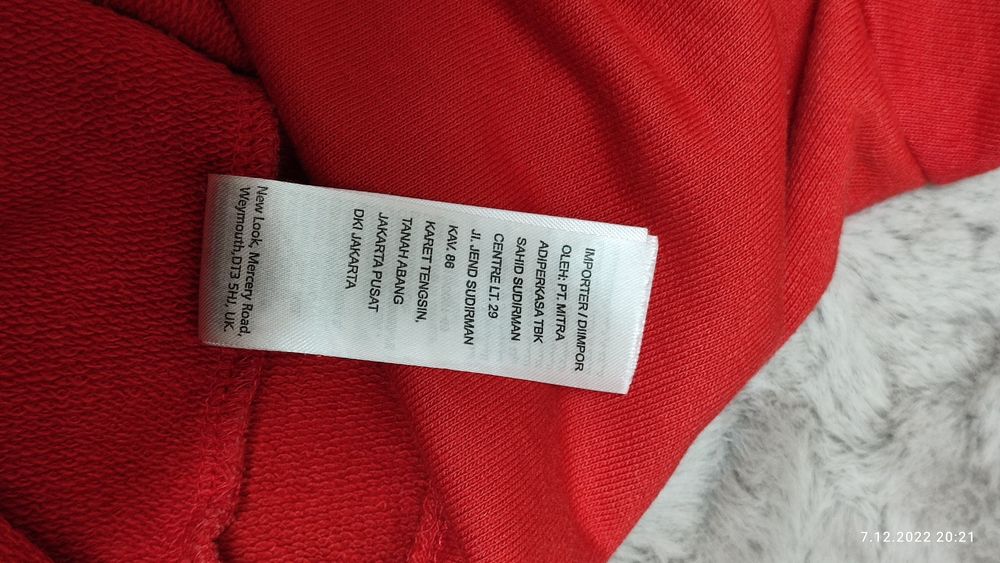 IMPORTER / DIIMPOR
OLEH: PT. MITRA
ADIPERKASA TBK
SAHID SUDIRMAN
CENTRE LT. 29
Jl. JEND SUDIRMAN
KAV. 86
KARET TENGSIN,
TANAH ABANG
JAKARTA PUSAT
DKI JAKARTA
New Look, Mercery Road,
Weymouth,DT3 5HJ, UK.
7.12.2022 20:21